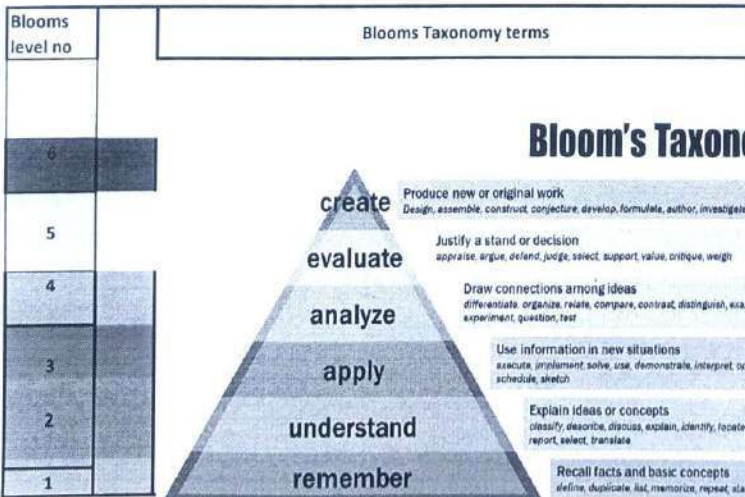 Blooms
level no
Blooms Taxonomy terms
Bloom's
6
create
Produce new or original work
Design, assemble, construct, conjecture, develop, formulate, author, investigate
5
evaluate
Justify a stand or decision
appraise, argue, defend, judge, select, support, value, critique, weigh
4
analyze
Draw connections among ideas
differentiate, organize, relate, compare, contrast, distinguish,
experiment, question, test
3
apply
Use information in new situations
execute, implement, solve, use, demonstrate, interpret,
schedule, sketch
2
understand
Explain ideas or concepts
classify, describe, discuss, explain, identify, locate
report, select, translate
1
remember
Recall facts and basic concepts
define, duplicate, list, memorize, repeat,